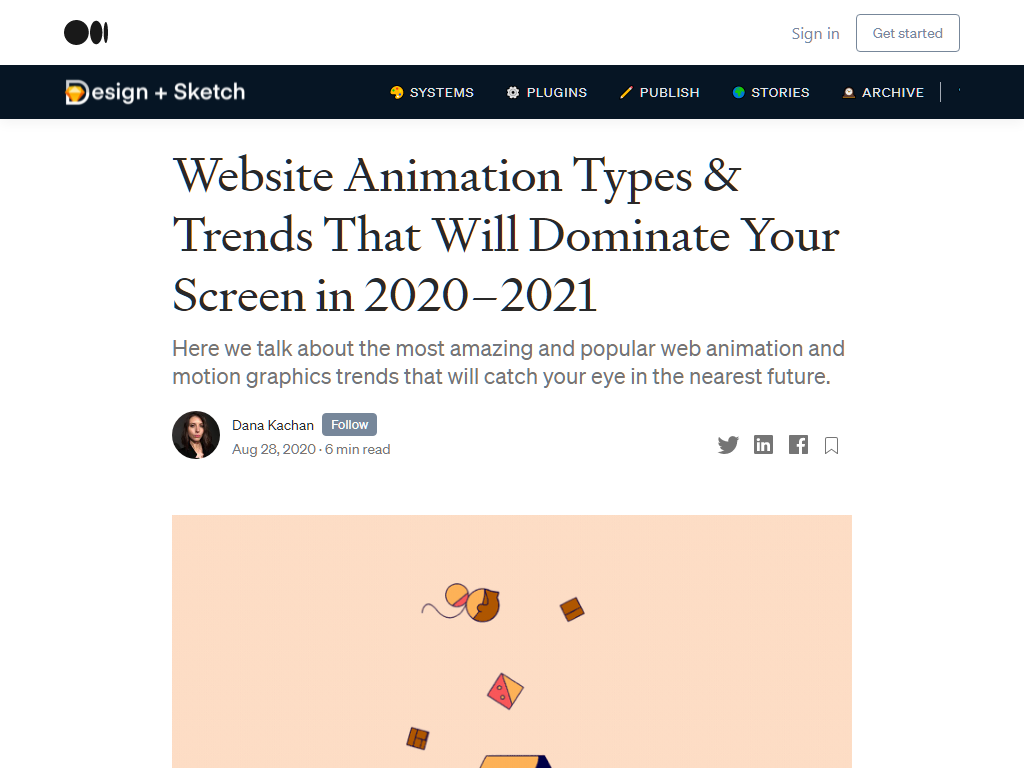 Sign in
Get started
Design + Sketch
SYSTEMS
PLUGINS
PUBLISH
STORIES
ARCHIVE
Website Animation Types &
Trends That Will Dominate Your
Screen in 2020–2021
Here we talk about the most amazing and popular web animation and
motion graphics trends that will catch your eye in the nearest future.
Dana Kachan
Follow
Aug 28, 2020 · 6 min read